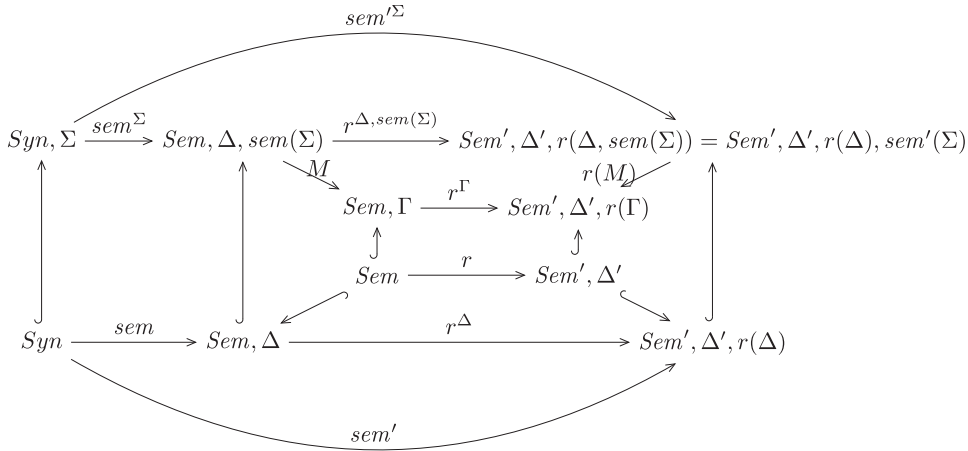 sem′^Σ
Syn, Σ sem^Σ Sem, Δ, sem(Σ) r^{Δ,sem(Σ)} Sem′, Δ′, r(Δ, sem(Σ)) = Sem′, Δ′, r(Δ), sem′(Σ)
M r(M)
Sem, Γ r^Γ Sem′, Δ′, r(Γ)
Sem r Sem′, Δ′
Syn sem Sem, Δ r^Δ Sem′, Δ′, r(Δ)
sem′